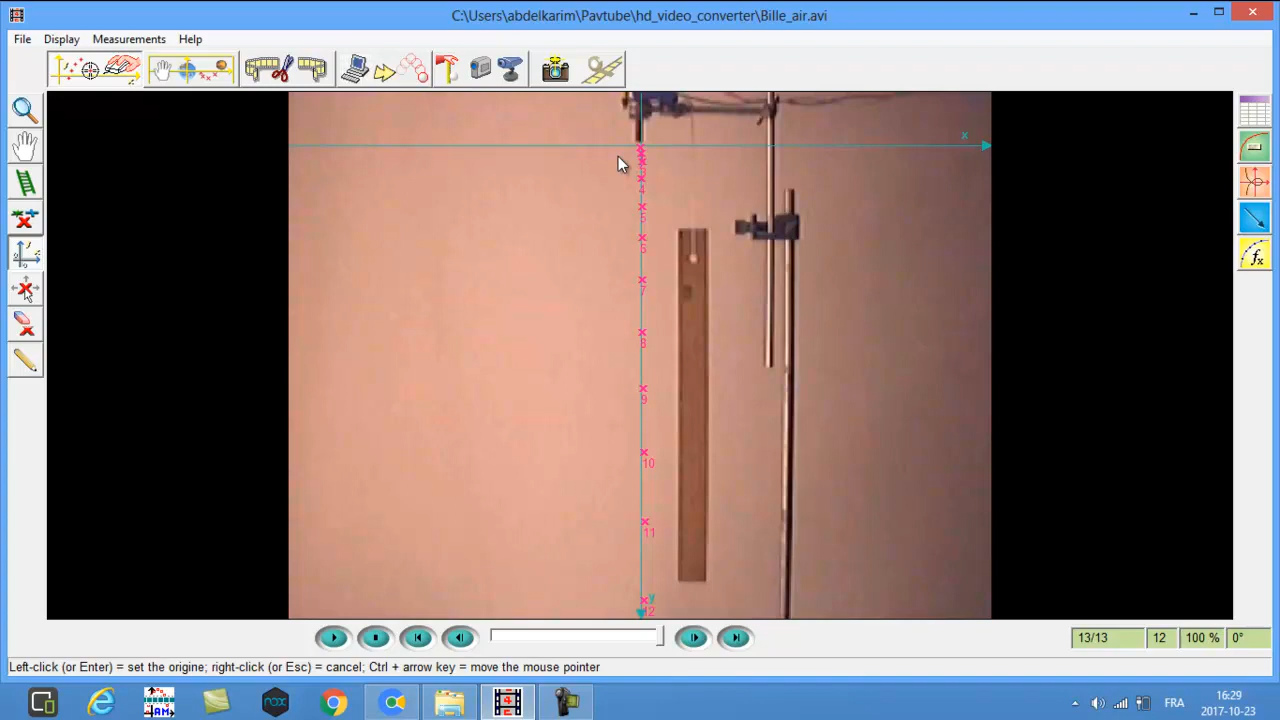 C:\Users\abdelkarim\Pavtube\hd_video_converter\Bille_air.avi
File Display Measurements Help
x
3
4
5
6
7
8
9
10
11
y
12
13/13 12 100 % 0°
Left-click (or Enter) = set the origine; right-click (or Esc) = cancel; Ctrl + arrow key = move the mouse pointer
nox
FRA
16:29
2017-10-23